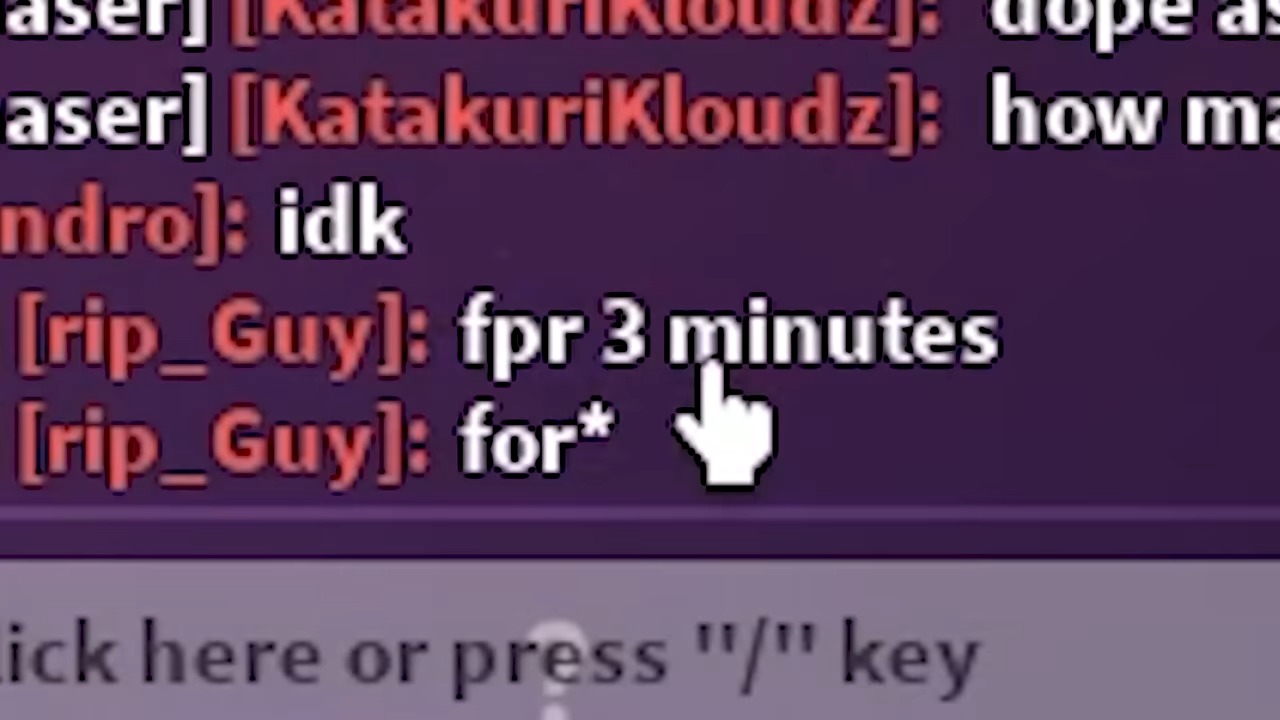 aser] [KatakuriKloudz]: dope as
aser] [KatakuriKloudz]: how ma
ndro]: idk
[rip_Guy]: fpr 3 minutes
[rip_Guy]: for*
lick here or press "/" key